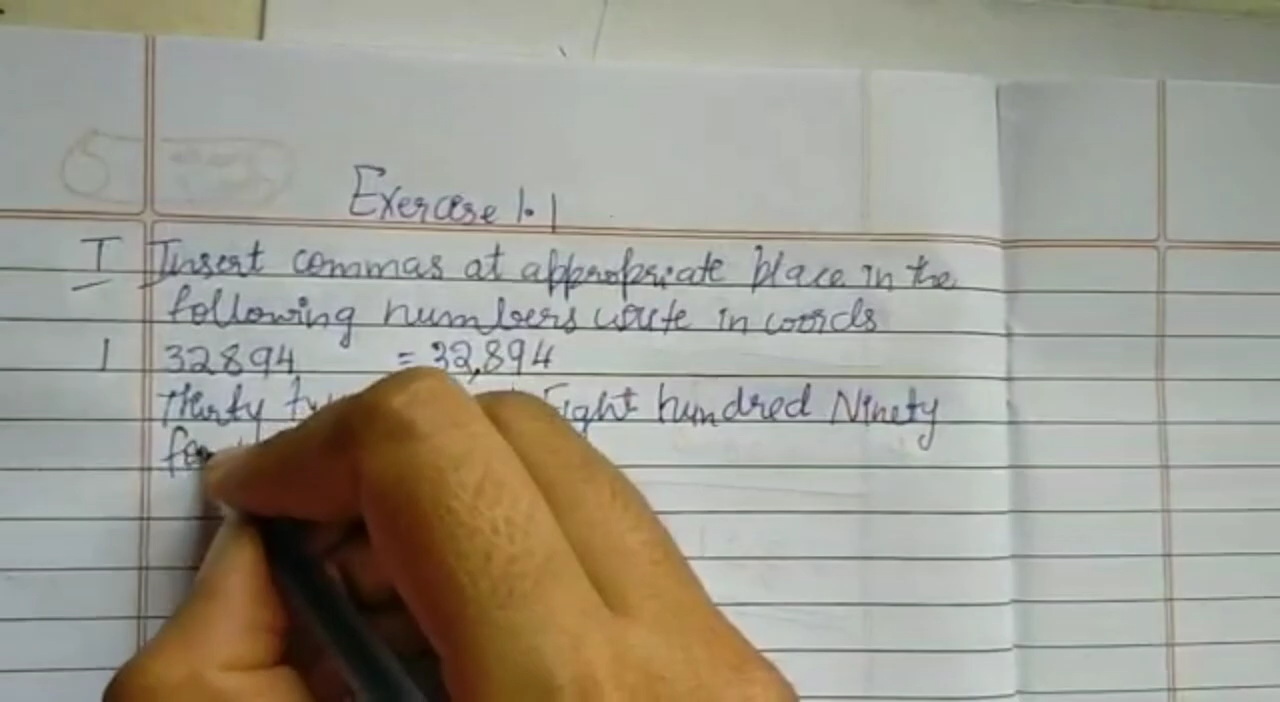 Exercise 1.1
I Insert commas at appropriate place in the
following numbers write in words
1 32894 = 32,894
Thirty Eight hundred Ninety